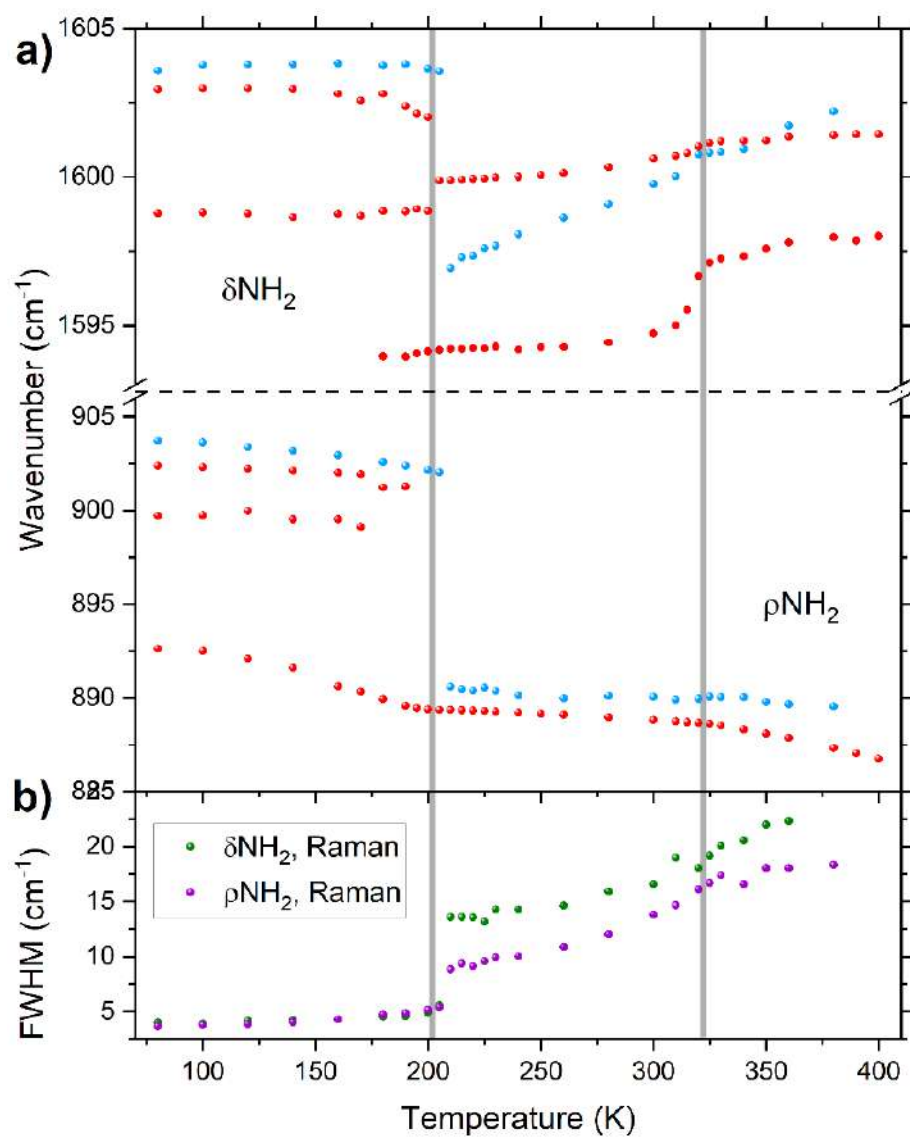 a)
1605
1600
1595
δNH₂
Wavenumber (cm⁻¹)
905
900
895
890
885
ρNH₂
b)
δNH₂, Raman
ρNH₂, Raman
20
15
10
5
FWHM (cm⁻¹)
100 150 200 250 300 350 400
Temperature (K)